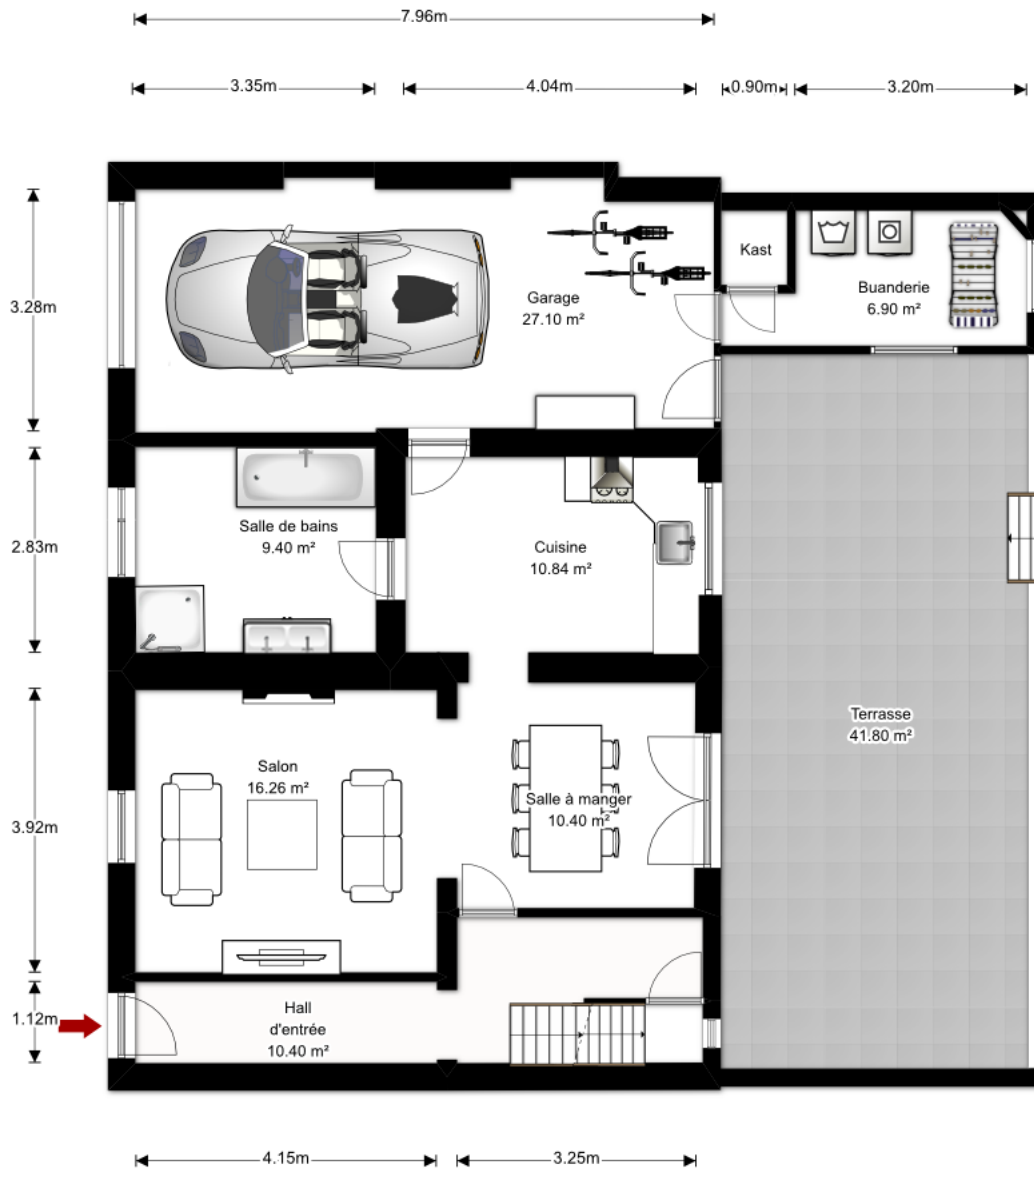 7.96m
3.35m
4.04m
0.90m
3.20m
Kast
3.28m
Garage
27.10 m²
Buanderie
6.90 m²
2.83m
Salle de bains
9.40 m²
Cuisine
10.84 m²
Terrasse
41.80 m²
3.92m
Salon
16.26 m²
Salle à manger
10.40 m²
1.12m
Hall
d'entrée
10.40 m²
4.15m
3.25m